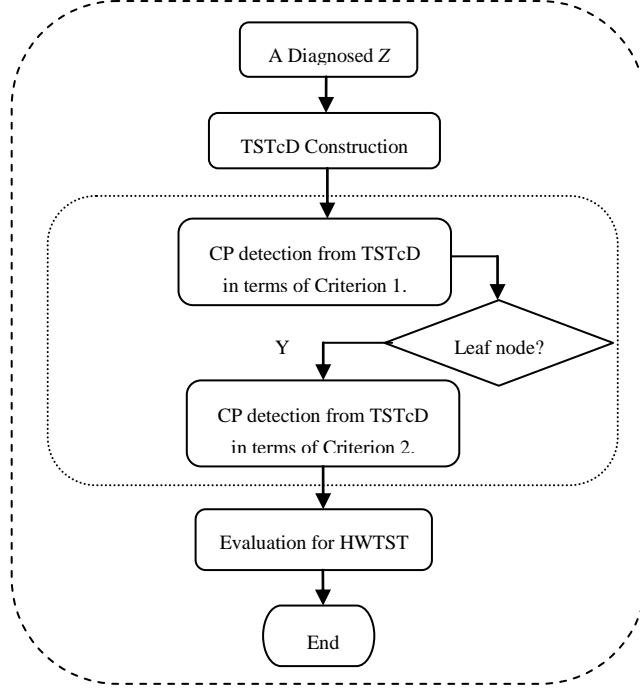 A Diagnosed Z
TSTcD Construction
CP detection from TSTcD
in terms of Criterion 1.
Leaf node?
Y
CP detection from TSTcD
in terms of Criterion 2.
Evaluation for HWTST
End